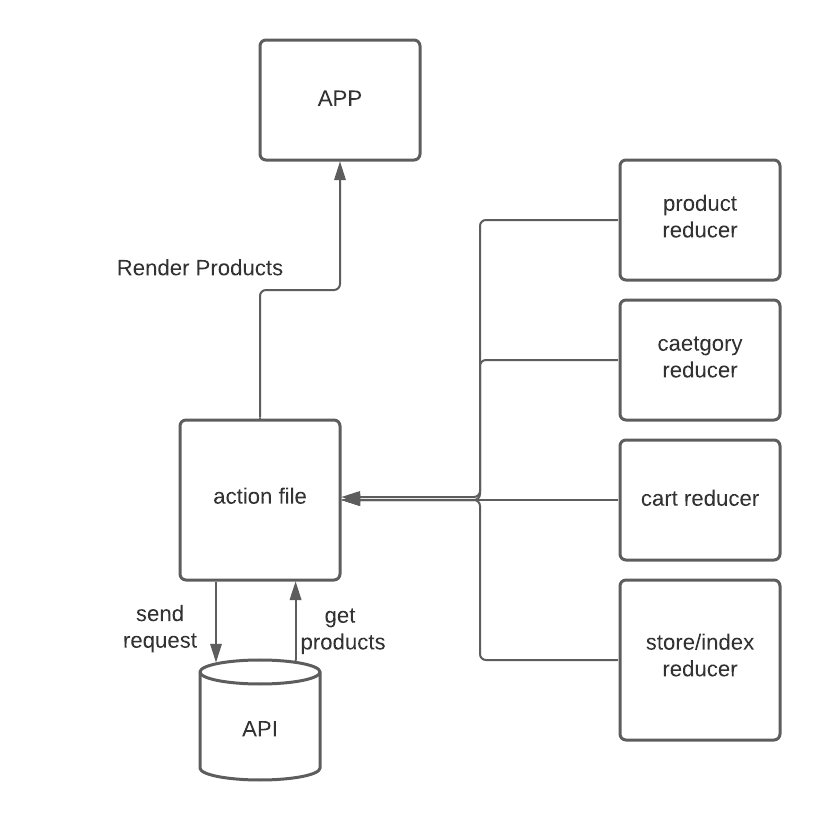 APP
product
reducer
Render Products
caetgory
reducer
action file
cart reducer
send
request
get
products
store/index
reducer
API